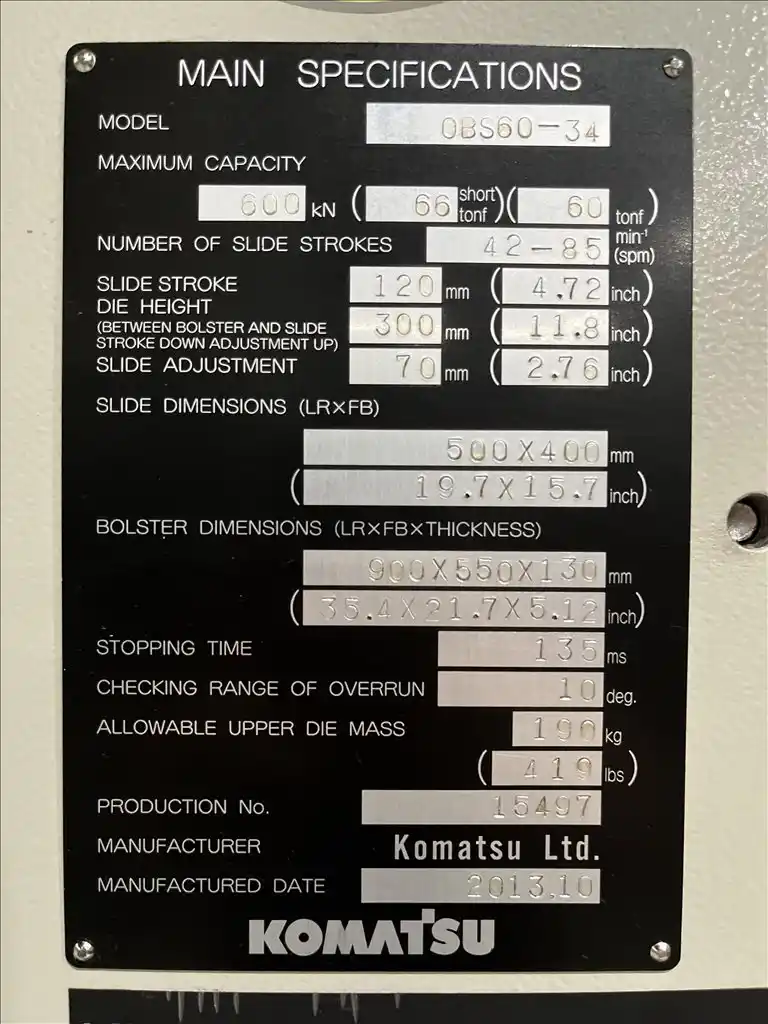 MAIN SPECIFICATIONS
MODEL OBS60-34
MAXIMUM CAPACITY
600 kN (66 short tonf)(60 tonf)
NUMBER OF SLIDE STROKES 42-85 min⁻¹ (spm)
SLIDE STROKE 120 mm (4.72 inch)
DIE HEIGHT 300 mm (11.8 inch)
(BETWEEN BOLSTER AND SLIDE
STROKE DOWN ADJUSTMENT UP)
SLIDE ADJUSTMENT 70 mm (2.76 inch)
SLIDE DIMENSIONS (LR×FB)
500X400 mm
(19.7X15.7 inch)
BOLSTER DIMENSIONS (LR×FB×THICKNESS)
900X550X130 mm
(35.4X21.7X5.12 inch)
STOPPING TIME 135 ms
CHECKING RANGE OF OVERRUN 10 deg.
ALLOWABLE UPPER DIE MASS 190 kg
(419 lbs)
PRODUCTION No. 15497
MANUFACTURER Komatsu Ltd.
MANUFACTURED DATE 2013.10
KOMATSU